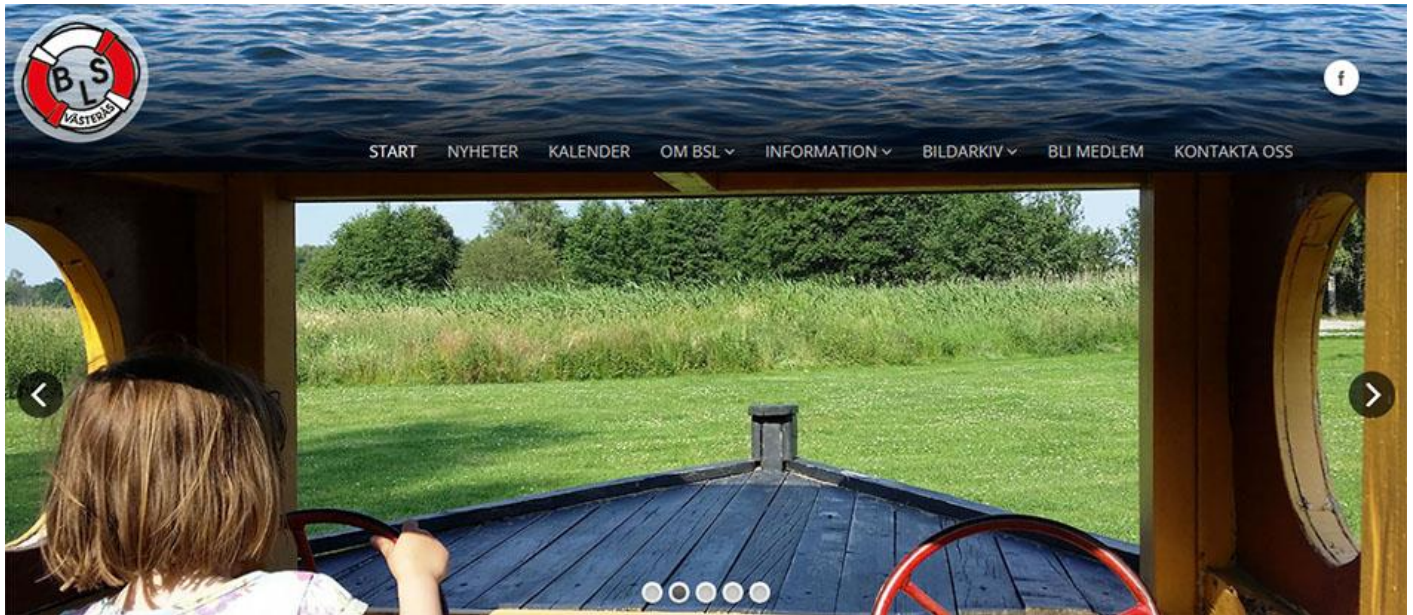 BLS
VÄSTERÅS
f
START NYHETER KALENDER OM BSL INFORMATION BILDARKIV BLI MEDLEM KONTAKTA OSS